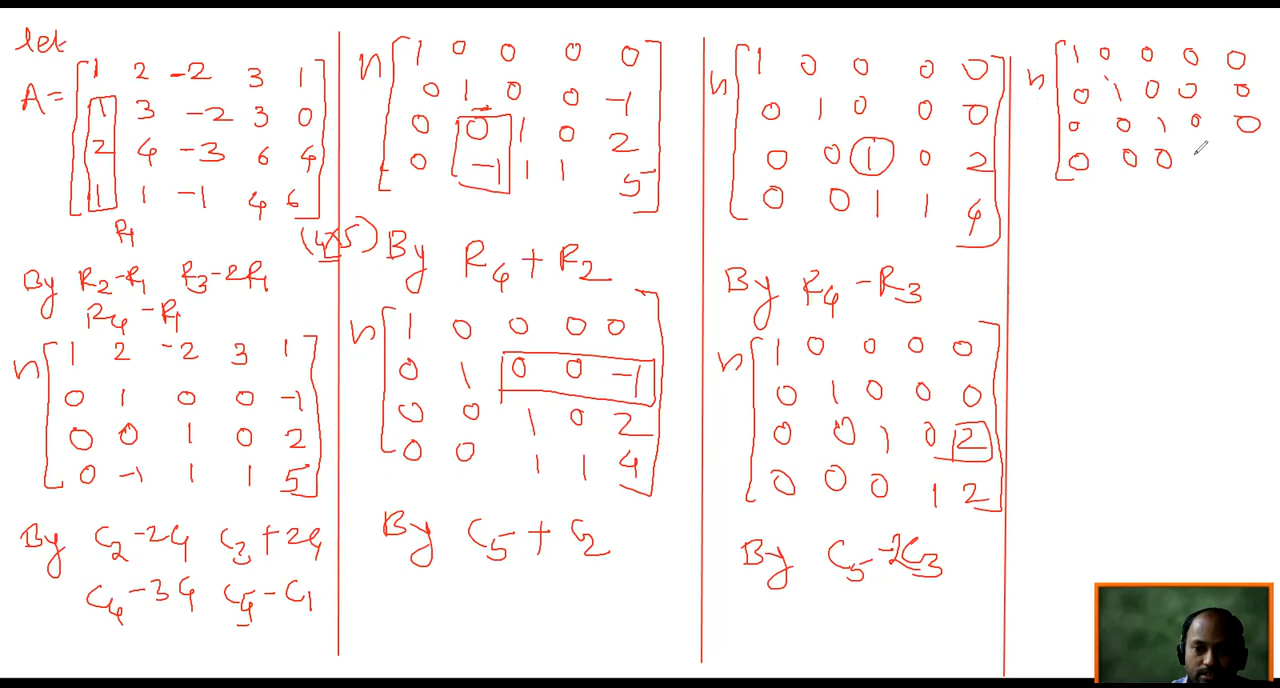 let
A = [1 2 -2 3 1
1 3 -2 3 0
2 4 -3 6 4
1 1 -1 4 6]
R1
(4x5)
By R2-R1 R3-2R1
R4-R1
~ [1 2 -2 3 1
0 1 0 0 -1
0 0 1 0 2
0 -1 1 1 5]
By C2-2C1 C3+2C1
C4-3C1 C5-C1
~ [1 0 0 0 0
0 1 0 0 -1
0 0 1 0 2
0 -1 1 1 5]
By R4+R2
~ [1 0 0 0 0
0 1 0 0 -1
0 0 1 0 2
0 0 1 1 4]
By C5+C2
~ [1 0 0 0 0
0 1 0 0 0
0 0 1 0 2
0 0 1 1 4]
By R4-R3
~ [1 0 0 0 0
0 1 0 0 0
0 0 1 0 2
0 0 0 1 2]
By C5-2C3
~ [1 0 0 0 0
0 1 0 0 0
0 0 1 0 0
0 0 0